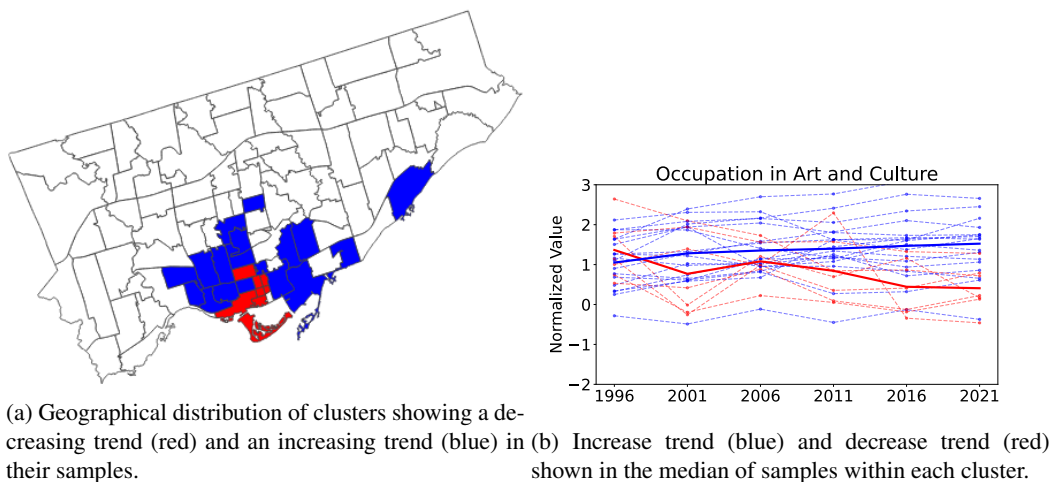 Occupation in Art and Culture
Normalized Value
3
2
1
0
−1
−2
1996 2001 2006 2011 2016 2021
(a) Geographical distribution of clusters showing a de-
creasing trend (red) and an increasing trend (blue) in
their samples.
(b) Increase trend (blue) and decrease trend (red)
shown in the median of samples within each cluster.